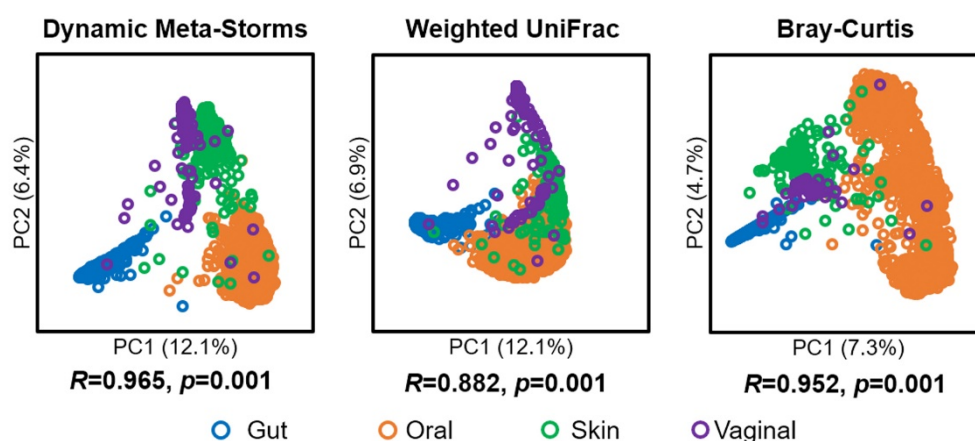 Dynamic Meta-Storms
Weighted UniFrac
Bray-Curtis
PC2 (6.4%)
PC2 (6.9%)
PC2 (4.7%)
PC1 (12.1%)
PC1 (12.1%)
PC1 (7.3%)
R=0.965, p=0.001
R=0.882, p=0.001
R=0.952, p=0.001
Gut
Oral
Skin
Vaginal